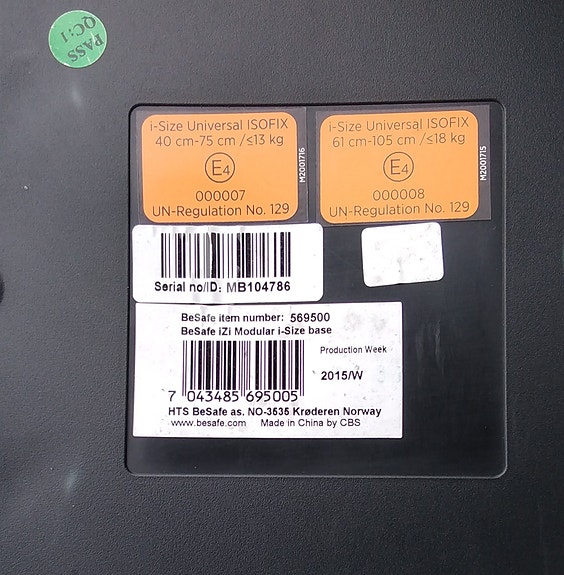 PASS
QC:1
i-Size Universal ISOFIX
40 cm-75 cm /≤13 kg
E4
000007
UN-Regulation No. 129
M2001716
i-Size Universal ISOFIX
61 cm-105 cm /≤18 kg
E4
000008
UN-Regulation No. 129
M2001715
Serial no/ID: MB104786
BeSafe item number: 569500
BeSafe iZi Modular i-Size base
Production Week
2015/W
7 043485 695005
HTS BeSafe as. NO-3535 Krøderen Norway
www.besafe.com Made in China by CBS